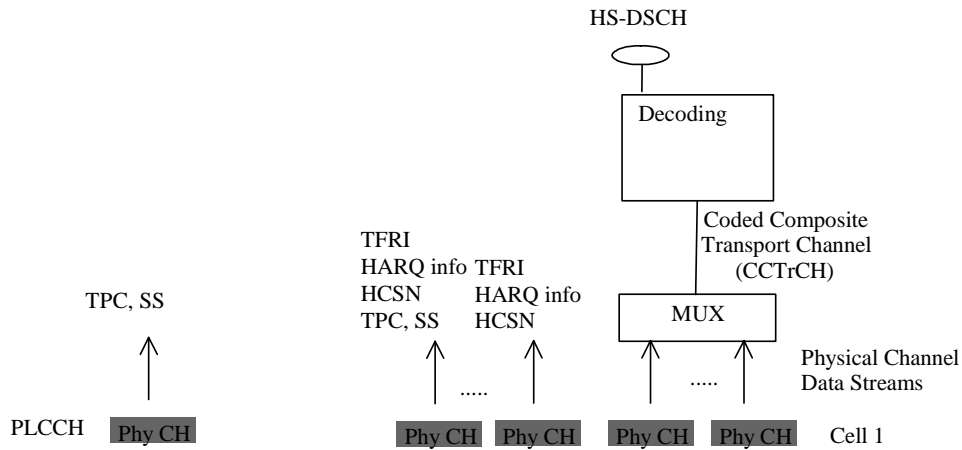 HS-DSCH
Decoding
Coded Composite
Transport Channel
(CCTrCH)
TFRI
HARQ info
HCSN
TPC, SS
TFRI
HARQ info
HCSN
TPC, SS
MUX
Physical Channel
Data Streams
.....
.....
PLCCH
Phy CH
Phy CH
Phy CH
Phy CH
Phy CH
Cell 1